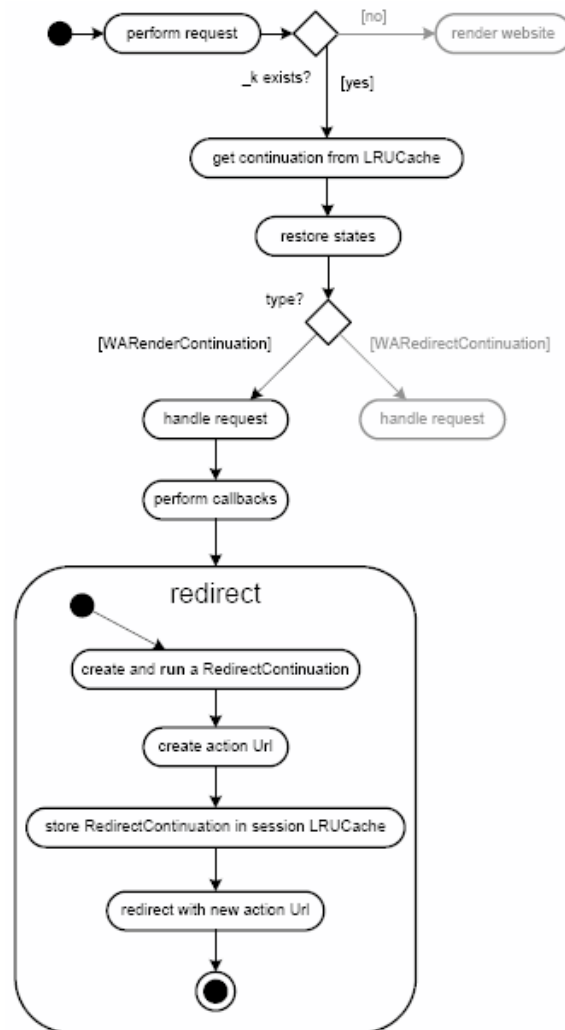 [no]
perform request
render website
_k exists?
[yes]
get continuation from LRUCache
restore states
type?
[WARenderContinuation]
[WARedirectContinuation]
handle request
handle request
perform callbacks
redirect
create and run a RedirectContinuation
create action Url
store RedirectContinuation in session LRUCache
redirect with new action Url